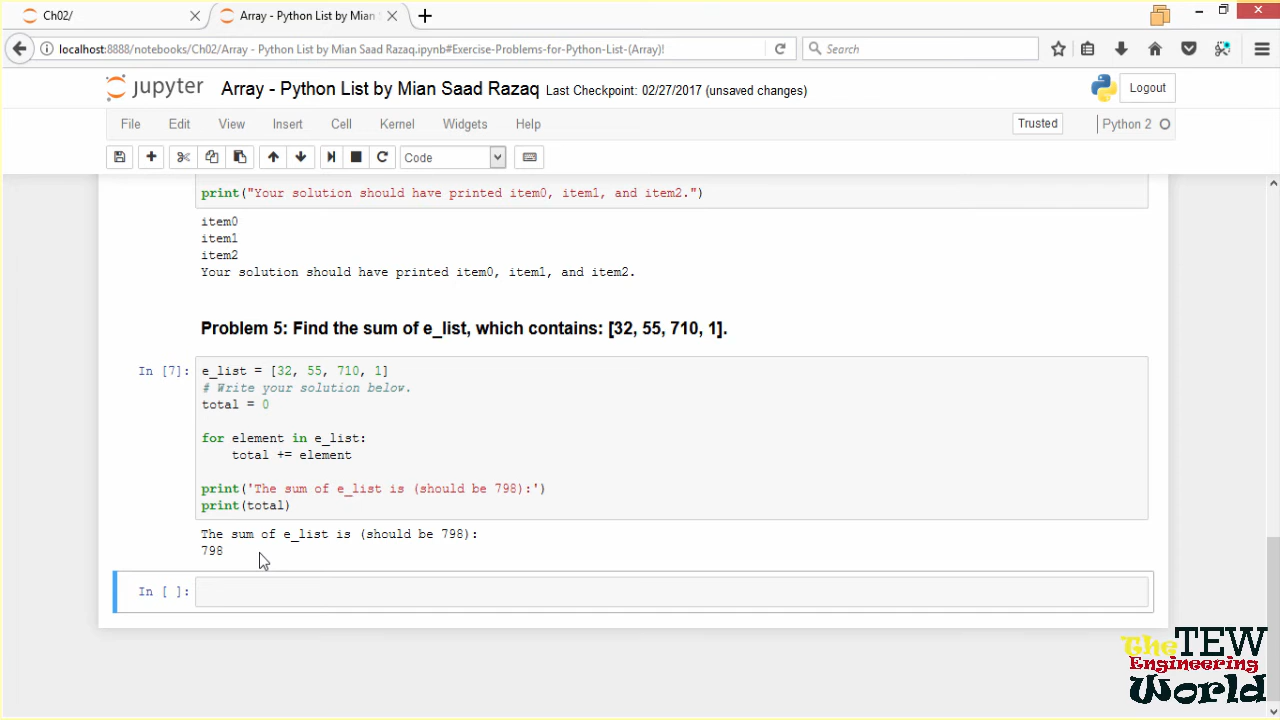 Ch02/
Array - Python List by Mian
localhost:8888/notebooks/Ch02/Array - Python List by Mian Saad Razaq.ipynb#Exercise-Problems-for-Python-List-(Array)!
Search
jupyter
Array - Python List by Mian Saad Razaq Last Checkpoint: 02/27/2017 (unsaved changes)
Logout
File Edit View Insert Cell Kernel Widgets Help
Trusted
Python 2
Code
print("Your solution should have printed item0, item1, and item2.")
item0
item1
item2
Your solution should have printed item0, item1, and item2.
Problem 5: Find the sum of e_list, which contains: [32, 55, 710, 1].
In [7]: e_list = [32, 55, 710, 1]
# Write your solution below.
total = 0
for element in e_list:
total += element
print('The sum of e_list is (should be 798):')
print(total)
The sum of e_list is (should be 798):
798
In [ ]:
The TEW
Engineering
World